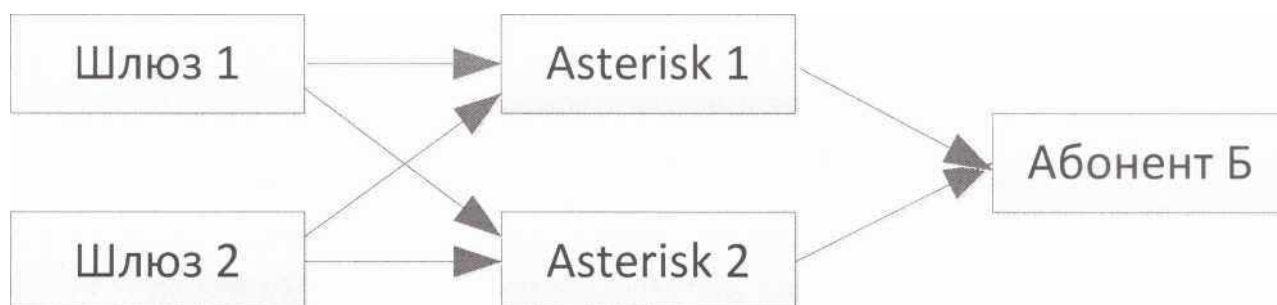 Шлюз 1
Asterisk 1
Абонент Б
Шлюз 2
Asterisk 2